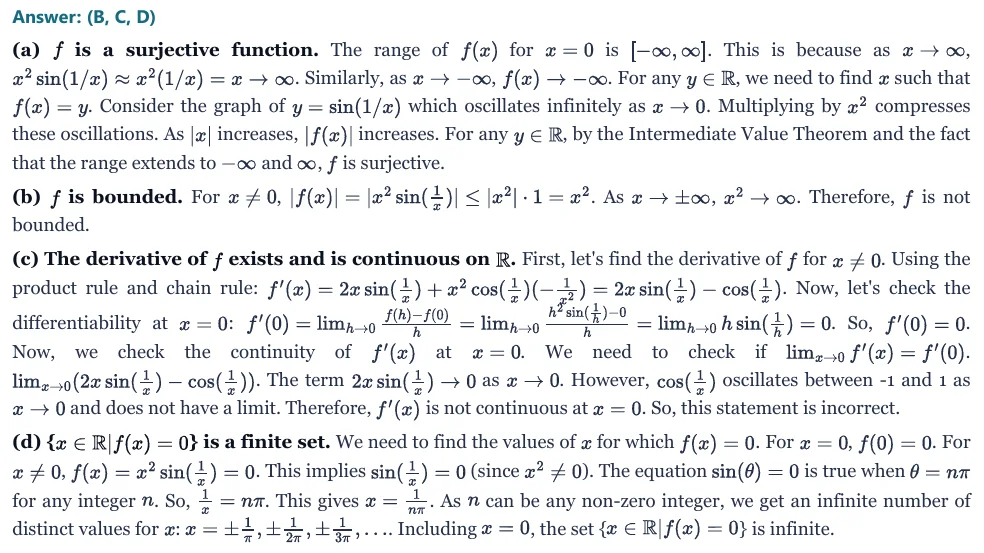 Answer: (B, C, D)
(a) f is a surjective function. The range of f(x) for x = 0 is [−∞, ∞]. This is because as x → ∞,
x² sin(1/x) ≈ x²(1/x) = x → ∞. Similarly, as x → −∞, f(x) → −∞. For any y ∈ ℝ, we need to find x such that
f(x) = y. Consider the graph of y = sin(1/x) which oscillates infinitely as x → 0. Multiplying by x² compresses
these oscillations. As |x| increases, |f(x)| increases. For any y ∈ ℝ, by the Intermediate Value Theorem and the fact
that the range extends to −∞ and ∞, f is surjective.
(b) f is bounded. For x ≠ 0, |f(x)| = |x² sin(1/x)| ≤ |x²| · 1 = x². As x → ±∞, x² → ∞. Therefore, f is not
bounded.
(c) The derivative of f exists and is continuous on ℝ. First, let's find the derivative of f for x ≠ 0. Using the
product rule and chain rule: f′(x) = 2x sin(1/x) + x² cos(1/x)(−1/x²) = 2x sin(1/x) − cos(1/x). Now, let's check the
differentiability at x = 0: f′(0) = lim h→0 (f(h)−f(0))/h = lim h→0 (h² sin(1/h)−0)/h = lim h→0 h sin(1/h) = 0. So, f′(0) = 0.
Now, we check the continuity of f′(x) at x = 0. We need to check if lim x→0 f′(x) = f′(0).
lim x→0 (2x sin(1/x) − cos(1/x)). The term 2x sin(1/x) → 0 as x → 0. However, cos(1/x) oscillates between -1 and 1 as
x → 0 and does not have a limit. Therefore, f′(x) is not continuous at x = 0. So, this statement is incorrect.
(d) {x ∈ ℝ|f(x) = 0} is a finite set. We need to find the values of x for which f(x) = 0. For x = 0, f(0) = 0. For
x ≠ 0, f(x) = x² sin(1/x) = 0. This implies sin(1/x) = 0 (since x² ≠ 0). The equation sin(θ) = 0 is true when θ = nπ
for any integer n. So, 1/x = nπ. This gives x = 1/nπ. As n can be any non-zero integer, we get an infinite number of
distinct values for x: x = ±1/π, ±1/2π, ±1/3π, .... Including x = 0, the set {x ∈ ℝ|f(x) = 0} is infinite.